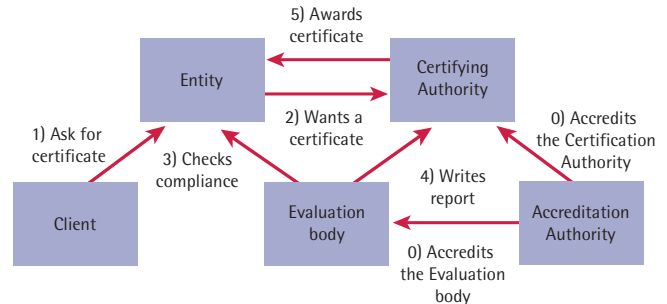 5) Awards
certificate
Entity
Certifying
Authority
2) Wants a
certificate
0) Accredits
the Certification
Authority
1) Ask for
certificate
3) Checks
compliance
4) Writes
report
Client
Evaluation
body
Accreditation
Authority
0) Accredits
the Evaluation
body